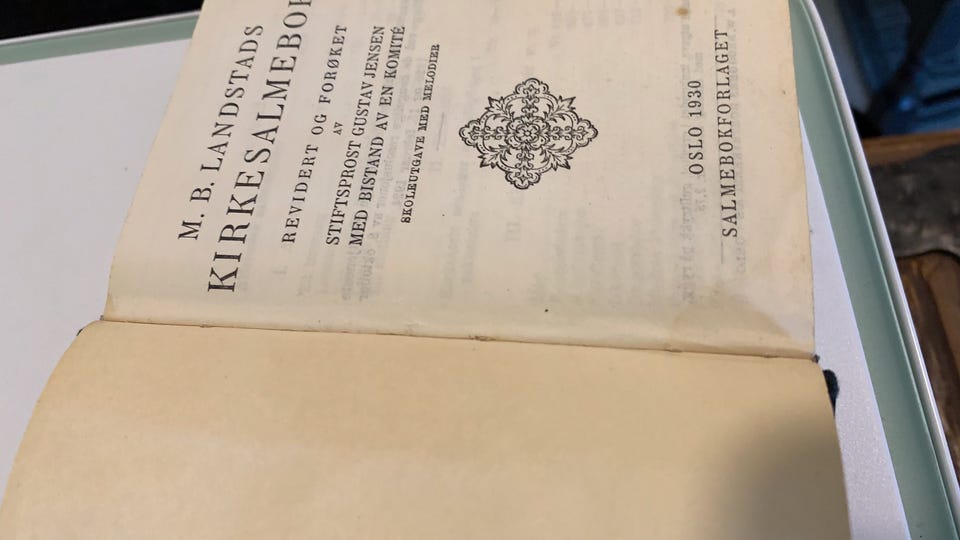 M. B. LANDSTADS
KIRKESALMEBOK
REVIDERT OG FORØKET
AV
STIFTSPROST GUSTAV JENSEN
MED BISTAND AV EN KOMITÉ
SKOLEUTGAVE MED MELODIER
OSLO 1930
SALMEBOKFORLAGET